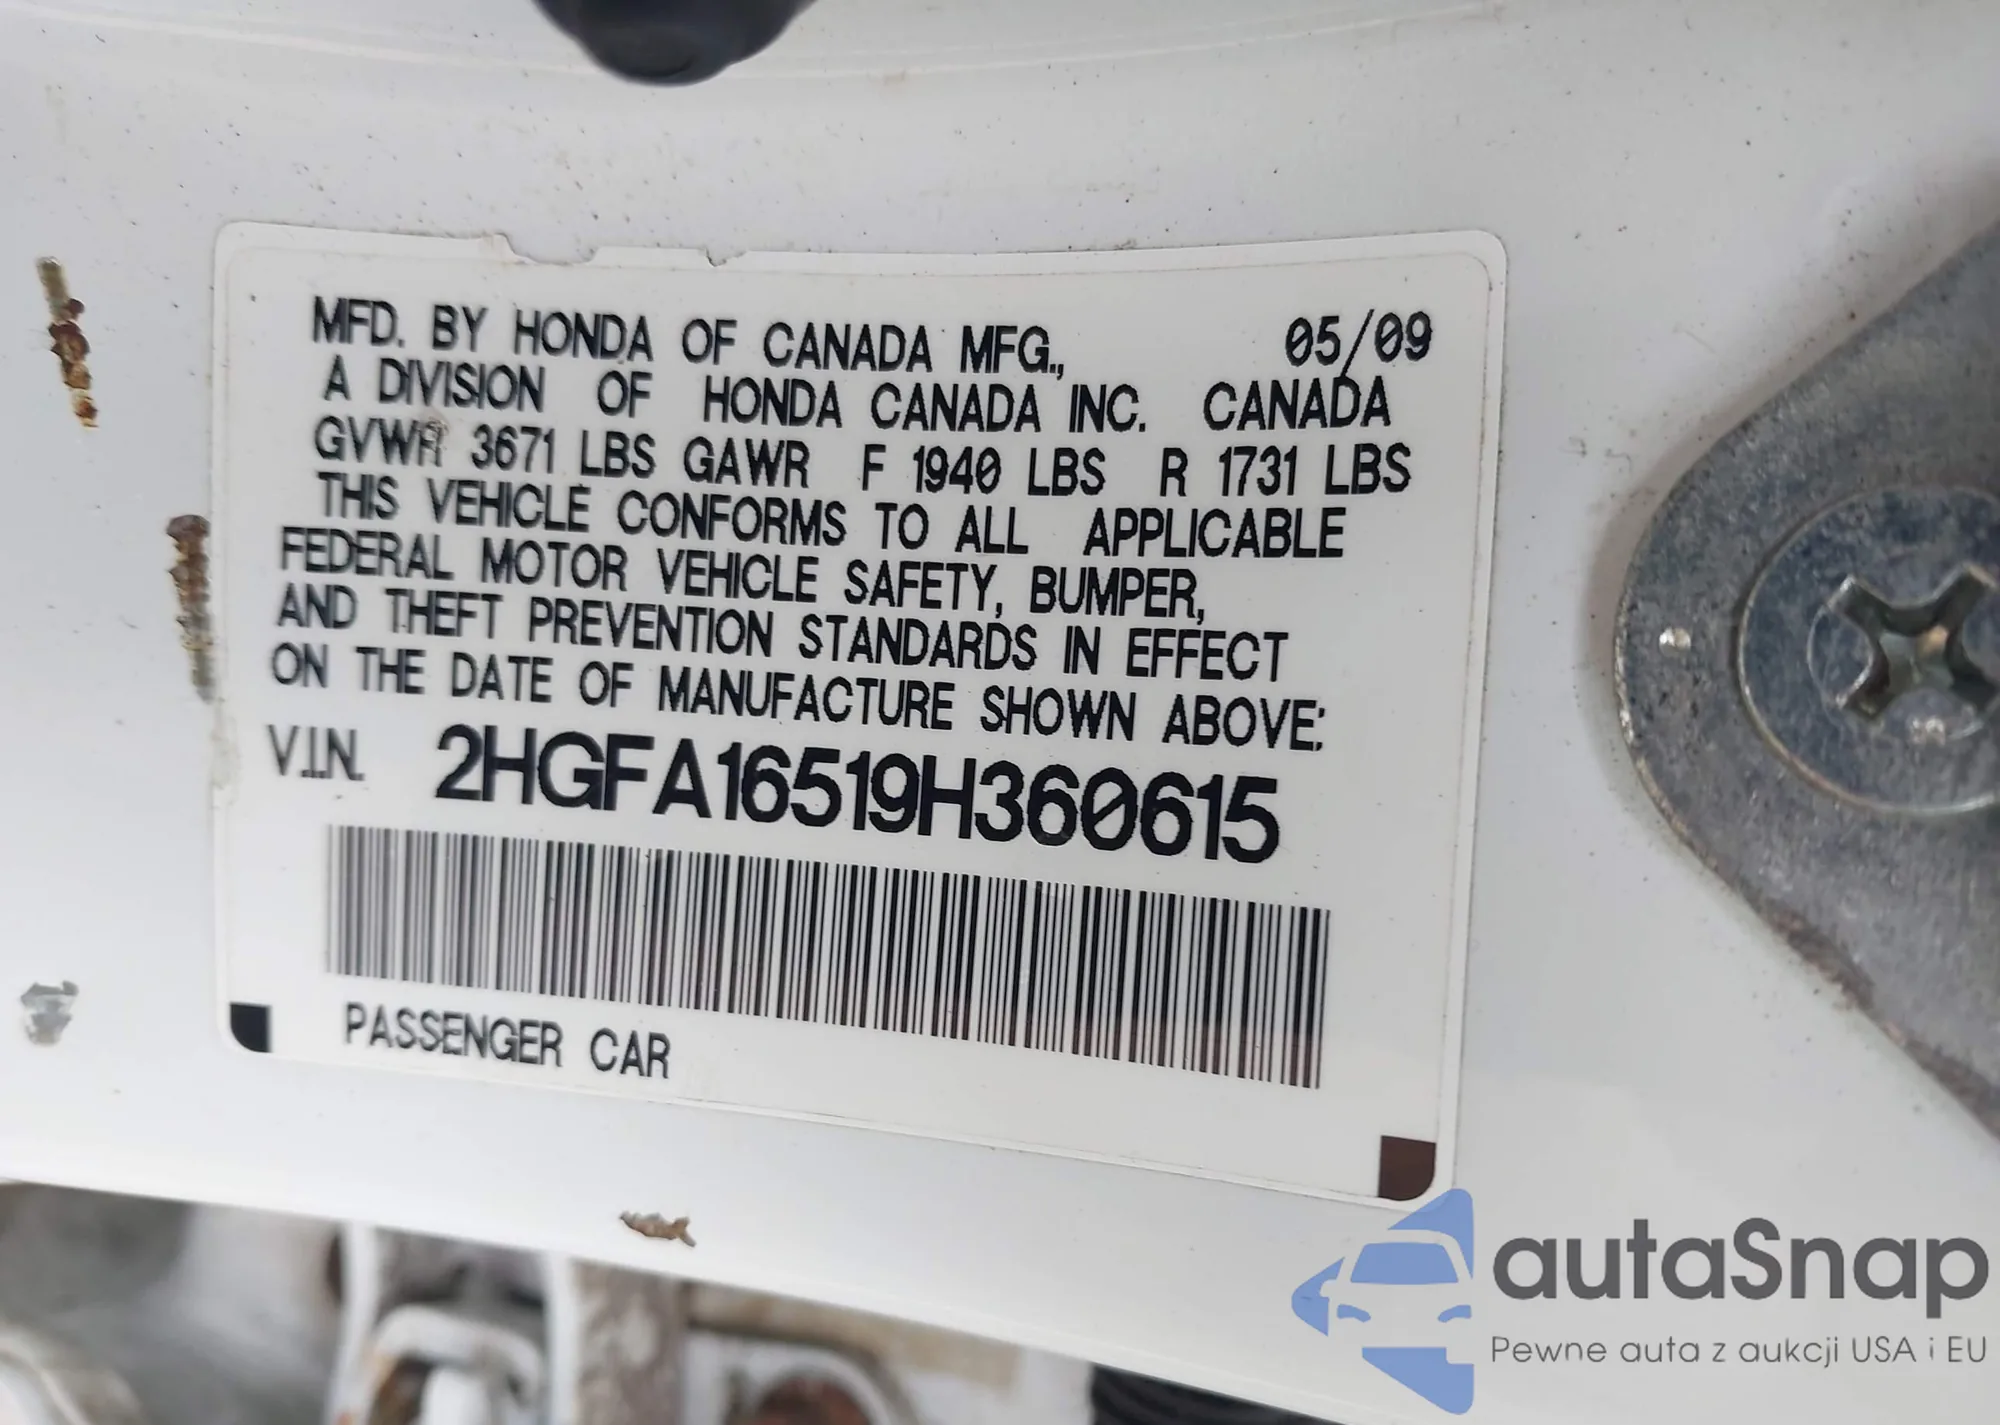 MFD. BY HONDA OF CANADA MFG., 05/09
A DIVISION OF HONDA CANADA INC. CANADA
GVWR 3671 LBS GAWR F 1940 LBS R 1731 LBS
THIS VEHICLE CONFORMS TO ALL APPLICABLE
FEDERAL MOTOR VEHICLE SAFETY, BUMPER,
AND THEFT PREVENTION STANDARDS IN EFFECT
ON THE DATE OF MANUFACTURE SHOWN ABOVE:
V.I.N. 2HGFA16519H360615
PASSENGER CAR
autaSnap
Pewne auta z aukcji USA i EU